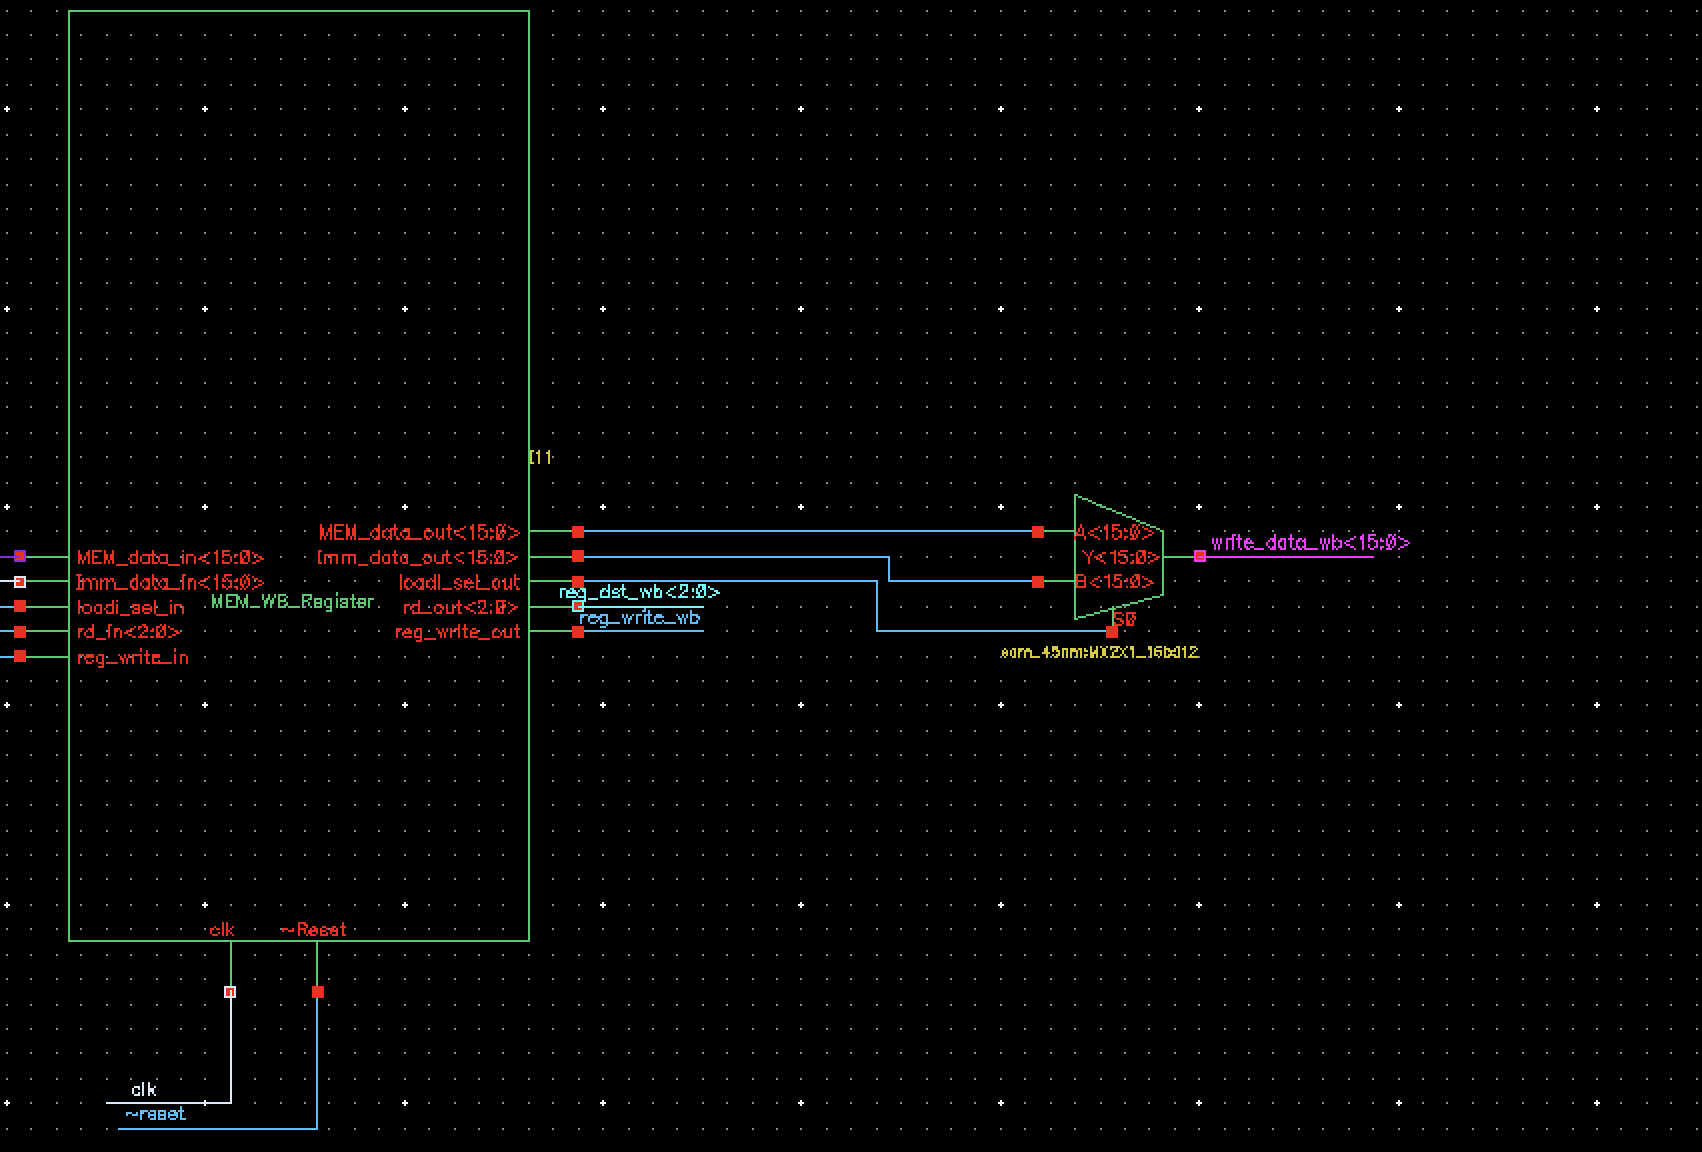 I11
MEM_data_out<15:0>
A<15:0>
write_data_wb<15:0>
MEM_data_in<15:0>
Imm_data_out<15:0>
Y<15:0>
Imm_data_in<15:0>
loadi_sel_out
B<15:0>
reg_dst_wb<2:0>
MEM_WB_Register
loadi_sel_in
rd_out<2:0>
reg_write_wb
S0
rd_in<2:0>
reg_write_out
reg_write_in
clk
~Reset
clk
~reset